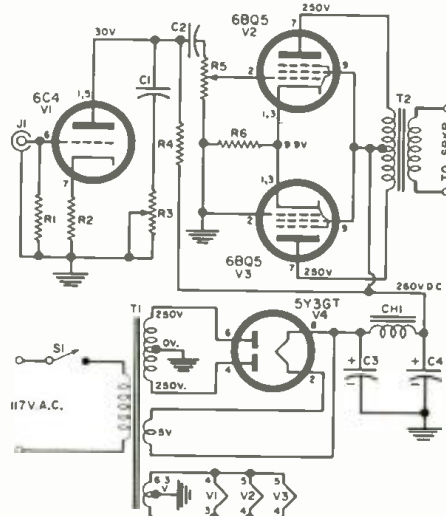 30V
C2
6BQ5
V2
7
250V
6C4
V1
1,5
C1
R5
2
9
T2
J1
6
R4
1,3
R6
9.9V
TO SPKR
7
R1
R2
R3
1,3
2
9
6BQ5
V3
7
250V
260V DC
T1
250V
5Y3GT
V4
CH1
S1
0V.
6
8
4
+
C3
-
+
C4
-
250V.
2
117V A.C.
5V
6.3
V
4
5
5
V1
V2
V3
3
4
4